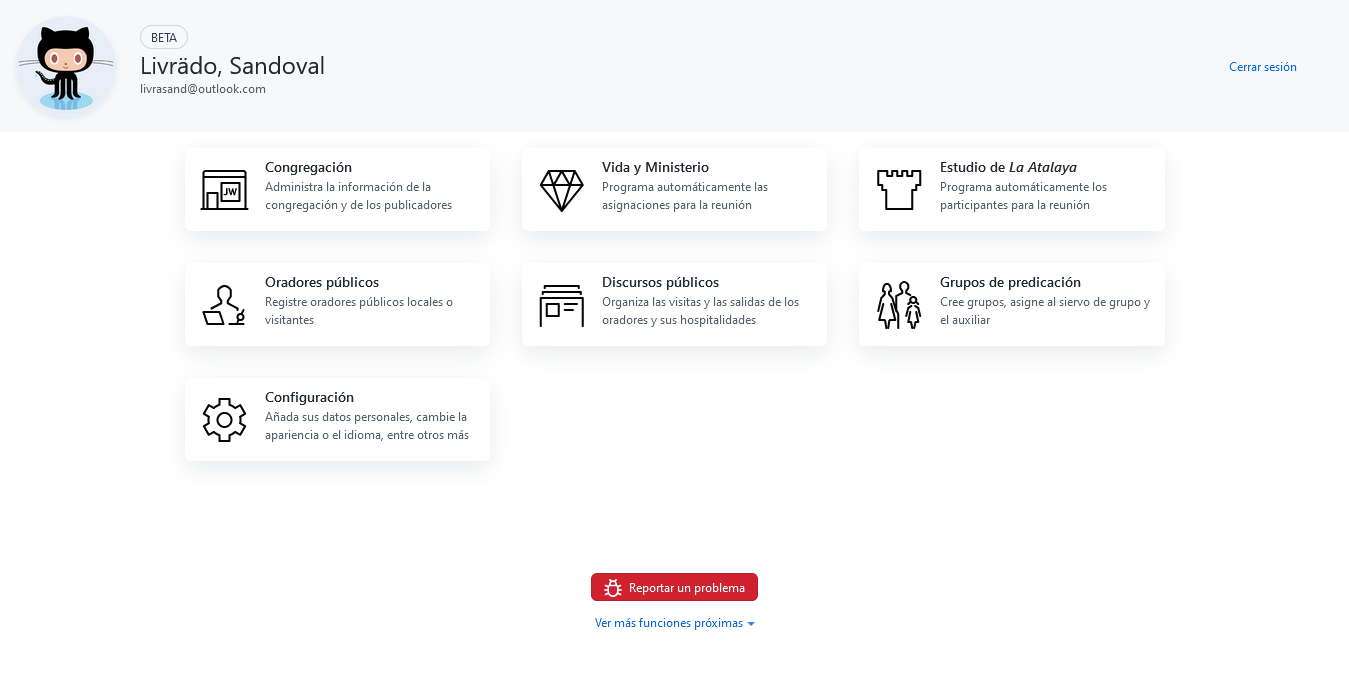 BETA
Livrädo, Sandoval
livrasand@outlook.com
Cerrar sesión
Congregación
Administra la información de la
congregación y de los publicadores
JW
Vida y Ministerio
Programa automáticamente las
asignaciones para la reunión
Estudio de La Atalaya
Programa automáticamente los
participantes para la reunión
Oradores públicos
Registre oradores públicos locales o
visitantes
Discursos públicos
Organiza las visitas y las salidas de los
oradores y sus hospitalidades
Grupos de predicación
Cree grupos, asigne al siervo de grupo y
el auxiliar
Configuración
Añada sus datos personales, cambie la
apariencia o el idioma, entre otros más
Reportar un problema
Ver más funciones próximas